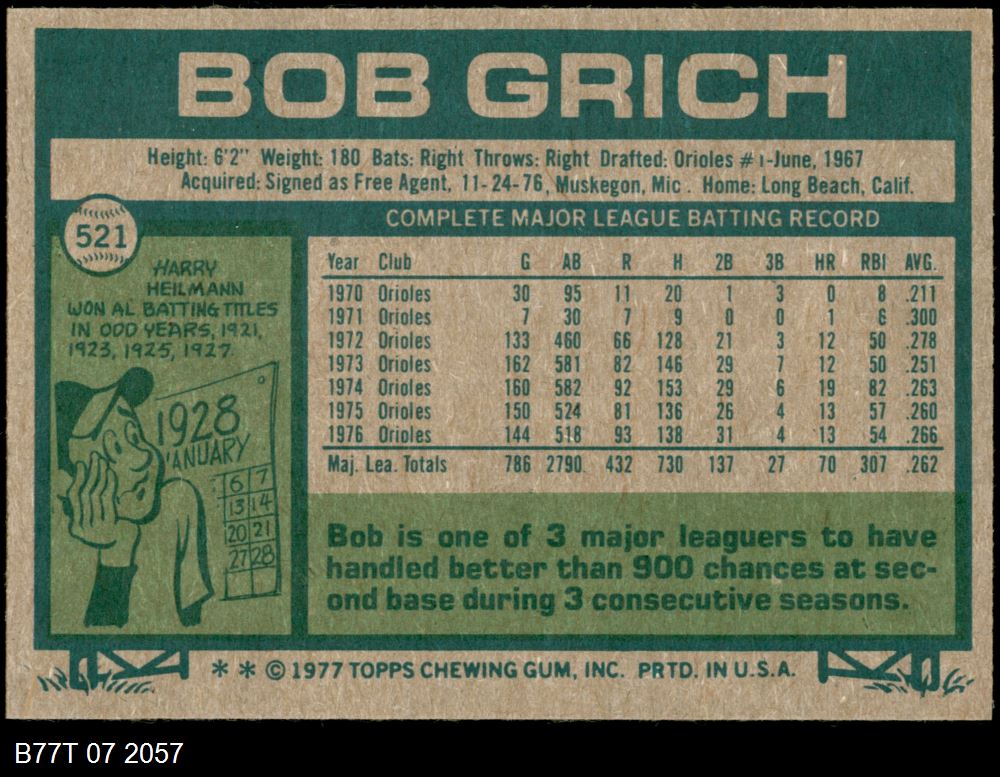 BOB GRICH
Height: 6'2" Weight: 180 Bats: Right Throws: Right Drafted: Orioles #1-June, 1967
Acquired: Signed as Free Agent, 11-24-76, Muskegon, Mic. Home: Long Beach, Calif.
521
HARRY
HEILMANN
WON AL BATTING TITLES
IN ODD YEARS, 1921,
1923, 1925, 1927.
1928
JANUARY
6 7
13 14
20 21
27 28
COMPLETE MAJOR LEAGUE BATTING RECORD
Year Club G AB R H 2B 3B HR RBI AVG.
1970 Orioles 30 95 11 20 1 3 0 8 .211
1971 Orioles 7 30 7 9 0 0 1 6 .300
1972 Orioles 133 460 66 128 21 3 12 50 .278
1973 Orioles 162 581 82 146 29 7 12 50 .251
1974 Orioles 160 582 92 153 29 6 19 82 .263
1975 Orioles 150 524 81 136 26 4 13 57 .260
1976 Orioles 144 518 93 138 31 4 13 54 .266
Maj. Lea. Totals 786 2790 432 730 137 27 70 307 .262
Bob is one of 3 major leaguers to have
handled better than 900 chances at sec-
ond base during 3 consecutive seasons.
* * © 1977 TOPPS CHEWING GUM, INC. PRTD. IN U.S.A.
B77T 07 2057